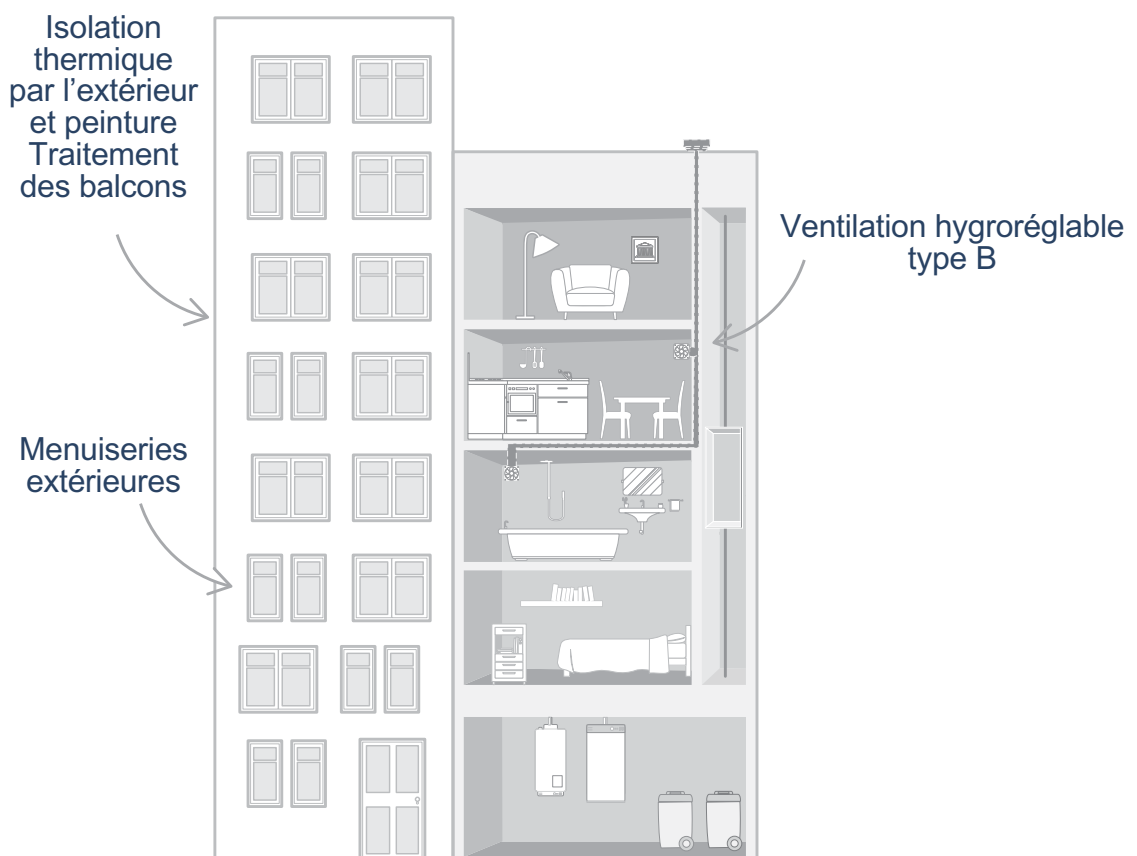 Isolation
thermique
par l’extérieur
et peinture
Traitement
des balcons
Ventilation hygroréglable
type B
Menuiseries
extérieures